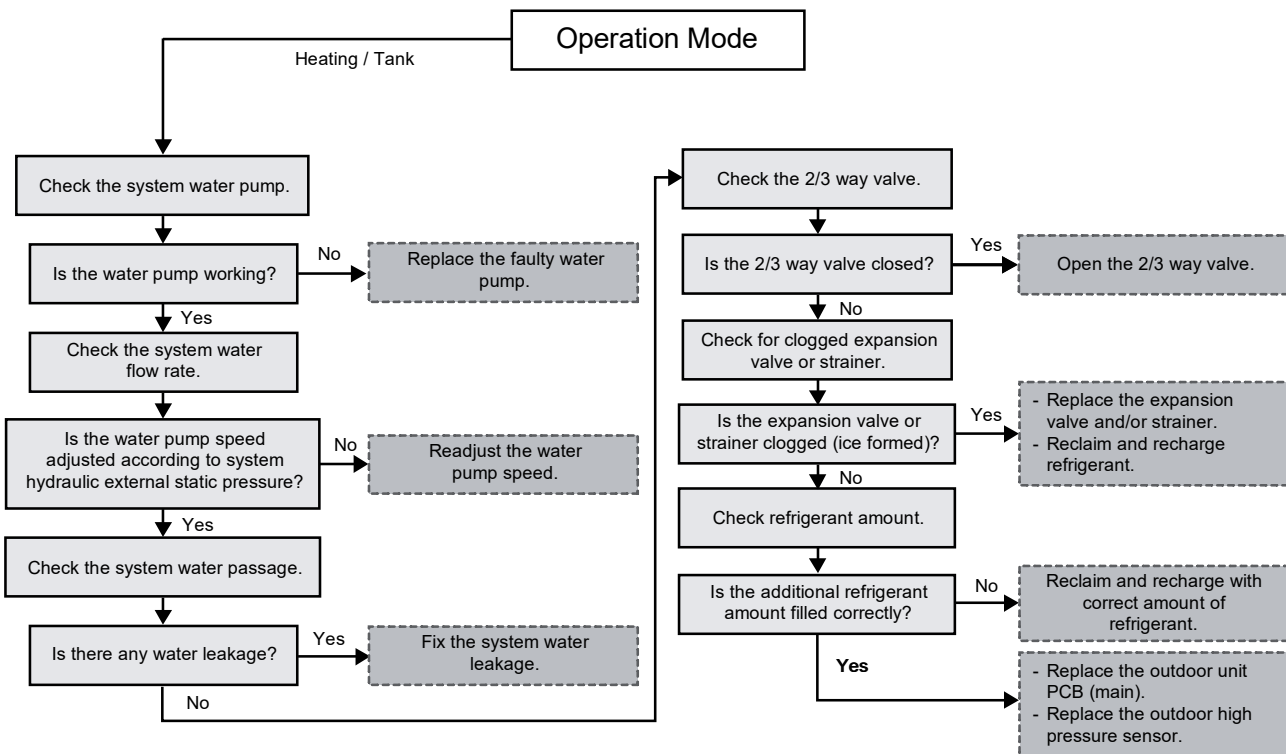 Operation Mode
Heating / Tank
Check the system water pump.
Is the water pump working?
No
Replace the faulty water
pump.
Yes
Check the system water
flow rate.
Is the water pump speed
adjusted according to system
hydraulic external static pressure?
No
Readjust the water
pump speed.
Yes
Check the system water passage.
Is there any water leakage?
Yes
Fix the system water
leakage.
No
Check the 2/3 way valve.
Is the 2/3 way valve closed?
Yes
Open the 2/3 way valve.
No
Check for clogged expansion
valve or strainer.
Is the expansion valve or
strainer clogged (ice formed)?
Yes
- Replace the expansion
valve and/or strainer.
- Reclaim and recharge
refrigerant.
No
Check refrigerant amount.
Is the additional refrigerant
amount filled correctly?
No
Reclaim and recharge with
correct amount of
refrigerant.
Yes
- Replace the outdoor unit
PCB (main).
- Replace the outdoor high
pressure sensor.